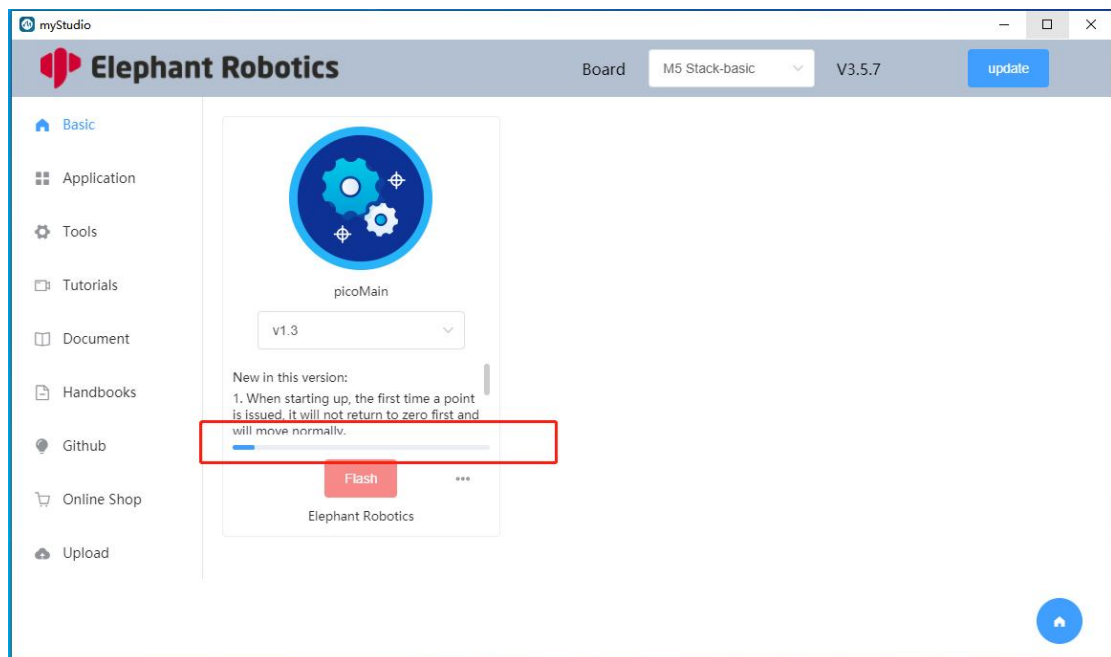 myStudio
Elephant Robotics
Board
M5 Stack-basic
V3.5.7
update
Basic
Application
Tools
Tutorials
Document
Handbooks
Github
Online Shop
Upload
picoMain
v1.3
New in this version:
1. When starting up, the first time a point
is issued, it will not return to zero first and
will move normally.
Flash
Elephant Robotics